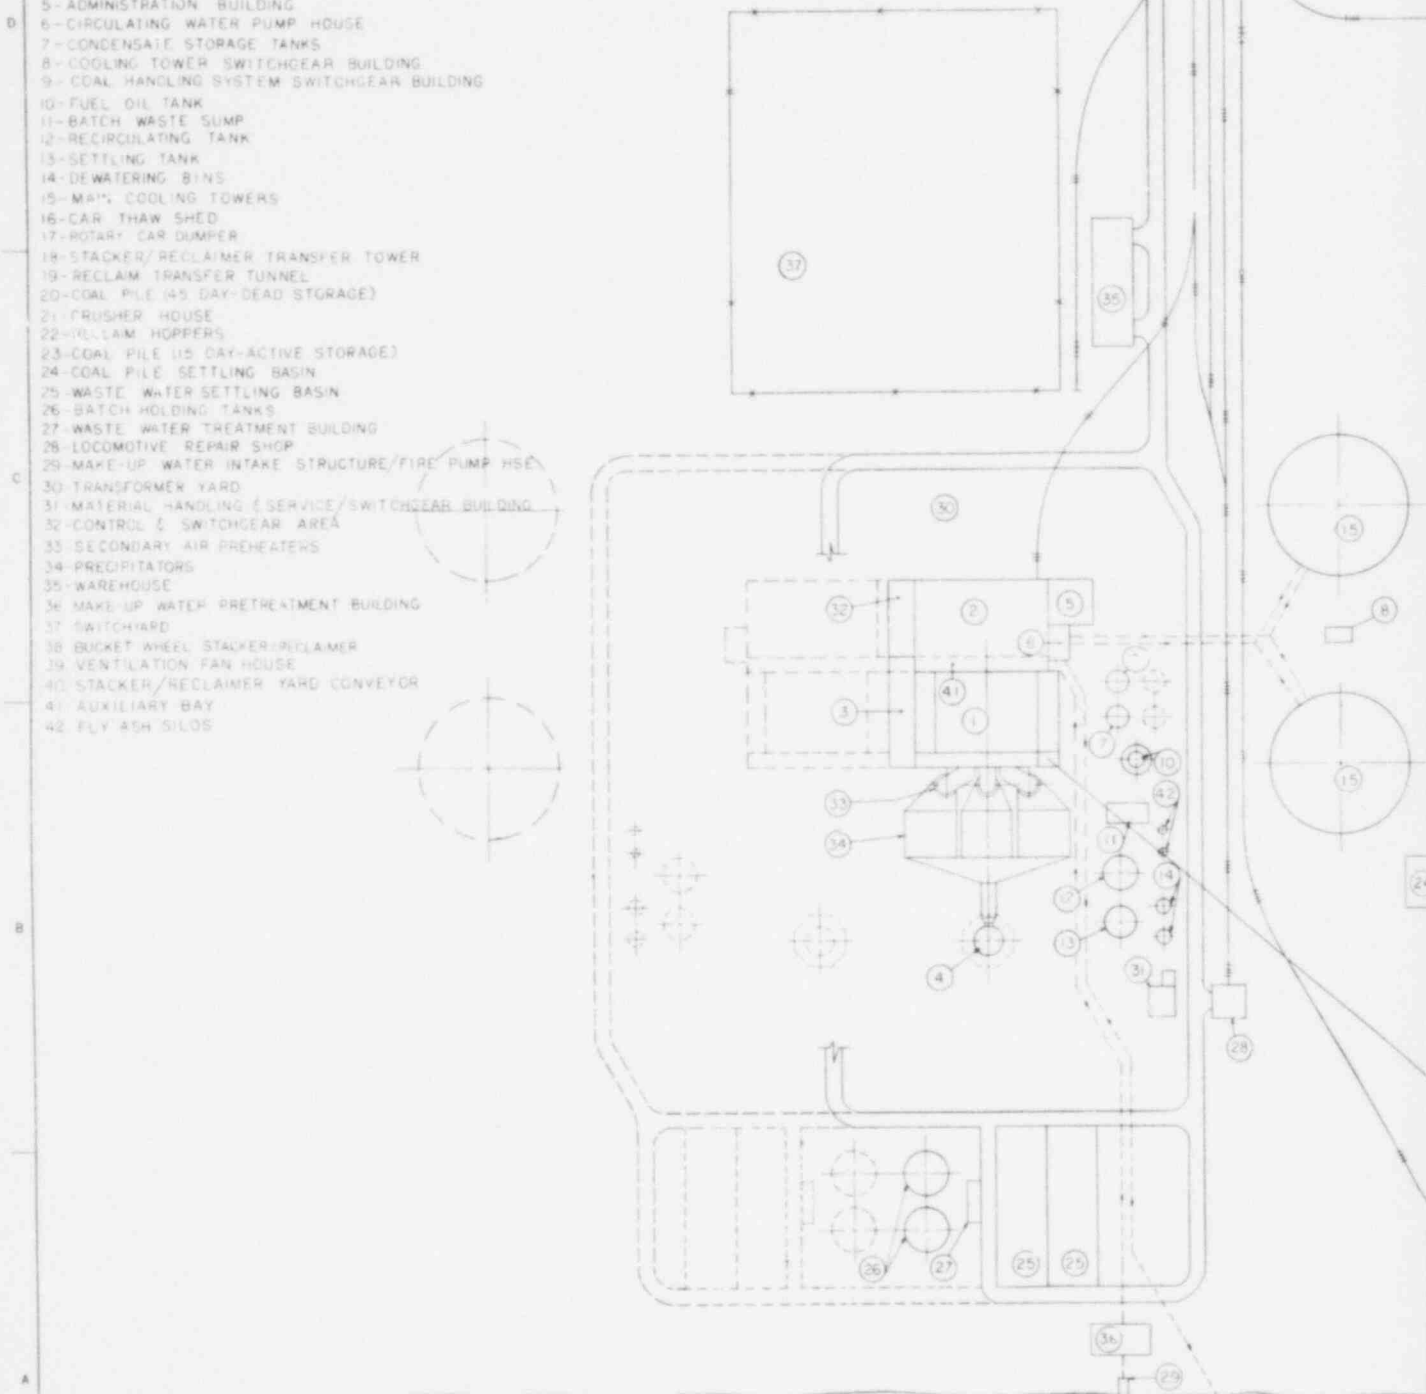 5-ADMINISTRATION BUILDING
D
6-CIRCULATING WATER PUMP HOUSE
7-CONDENSATE STORAGE TANKS
8-COOLING TOWER SWITCHGEAR BUILDING
9-COAL HANDLING SYSTEM SWITCHGEAR BUILDING
10-FUEL OIL TANK
11-BATCH WASTE SUMP
12-RECIRCULATING TANK
13-SETTLING TANK
14-DEWATERING BINS
15-MAIN COOLING TOWERS
16-CAR THAW SHED
17-ROTARY CAR DUMPER
18-STACKER/RECLAIMER TRANSFER TOWER
19-RECLAIM TRANSFER TUNNEL
20-COAL PILE (45 DAY-DEAD STORAGE)
21-CRUSHER HOUSE
22-RECLAIM HOPPERS
23-COAL PILE (15 DAY-ACTIVE STORAGE)
24-COAL PILE SETTLING BASIN
25-WASTE WATER SETTLING BASIN
26-BATCH HOLDING TANKS
27-WASTE WATER TREATMENT BUILDING
28-LOCOMOTIVE REPAIR SHOP
29-MAKE-UP WATER INTAKE STRUCTURE/FIRE PUMP HSE
C
30-TRANSFORMER YARD
31-MATERIAL HANDLING & SERVICE/SWITCHGEAR BUILDING
32-CONTROL & SWITCHGEAR AREA
33-SECONDARY AIR PREHEATERS
34-PRECIPITATORS
35-WAREHOUSE
36 MAKE-UP WATER PRETREATMENT BUILDING
37 SWITCHYARD
38 BUCKET WHEEL STACKER/RECLAIMER
39 VENTILATION FAN HOUSE
40 STACKER/RECLAIMER YARD CONVEYOR
41 AUXILIARY BAY
42 FLY ASH SILOS
37
35
30
15
32
2
5
8
6
41
3
1
7
10
15
33
42
34
11
12
14
B
13
4
31
28
26
27
25
25
36
29
A